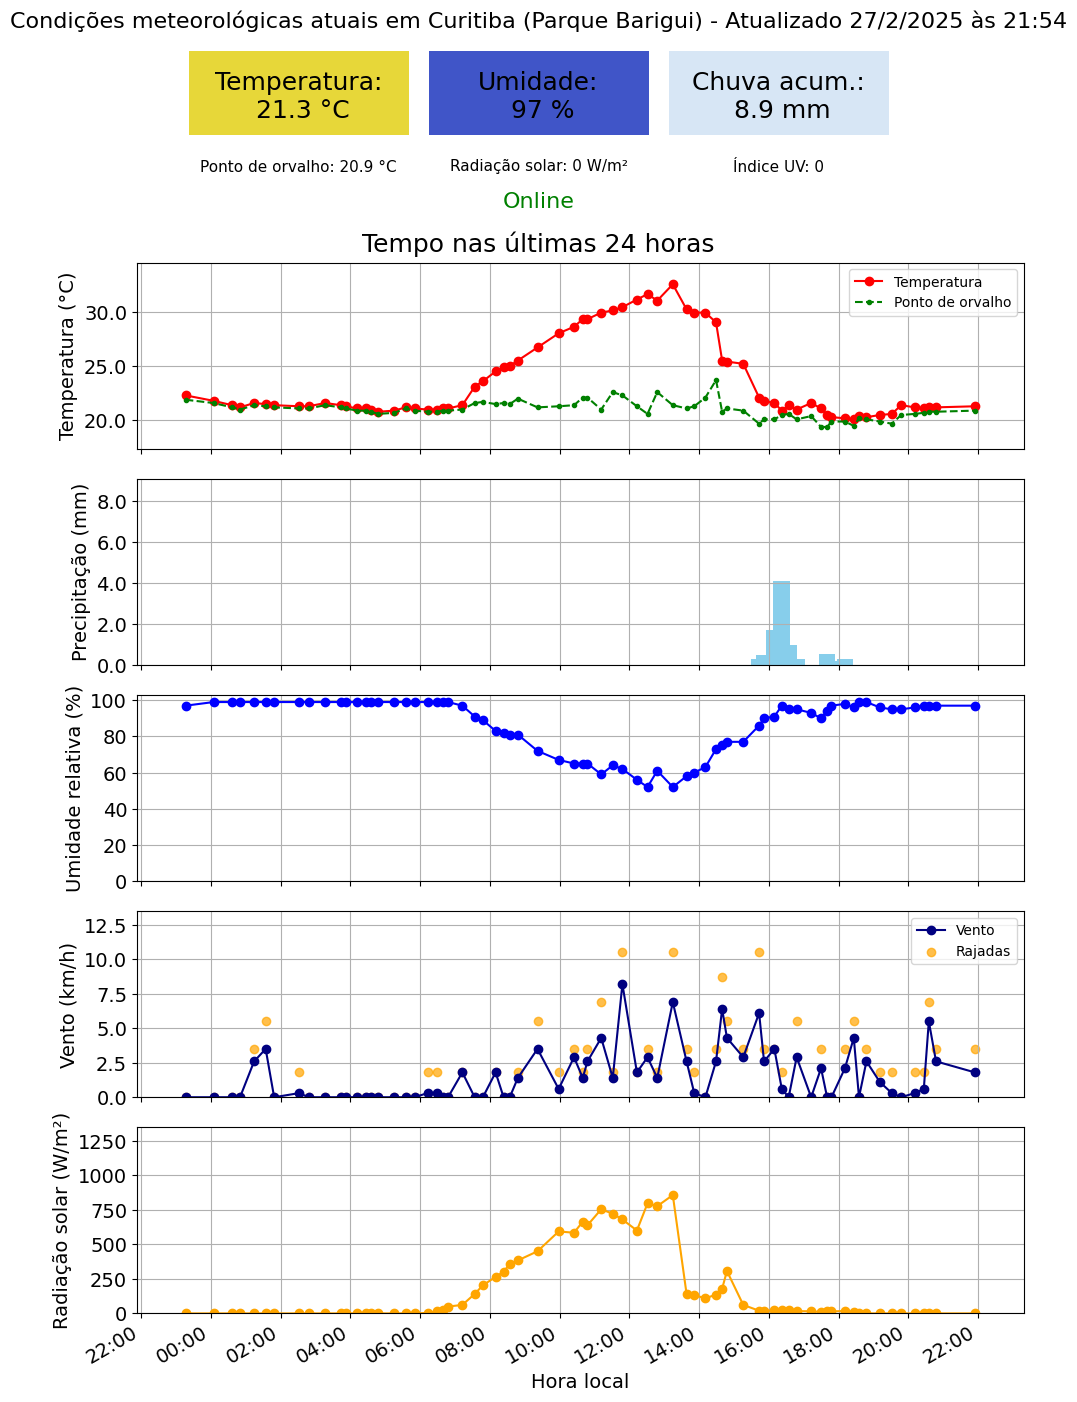 Condições meteorológicas atuais em Curitiba (Parque Barigui) - Atualizado 27/2/2025 às 21:54
Temperatura:
21.3 °C
Umidade:
97 %
Chuva acum.:
8.9 mm
Ponto de orvalho: 20.9 °C
Radiação solar: 0 W/m²
Índice UV: 0
Online
Tempo nas últimas 24 horas
Temperatura (°C)
30.0
25.0
20.0
Temperatura
Ponto de orvalho
Precipitação (mm)
8.0
6.0
4.0
2.0
0.0
Umidade relativa (%)
100
80
60
40
20
0
Vento (km/h)
12.5
10.0
7.5
5.0
2.5
0.0
Vento
Rajadas
Radiação solar (W/m²)
1250
1000
750
500
250
0
22:00 00:00 02:00 04:00 06:00 08:00 10:00 12:00 14:00 16:00 18:00 20:00 22:00
Hora local